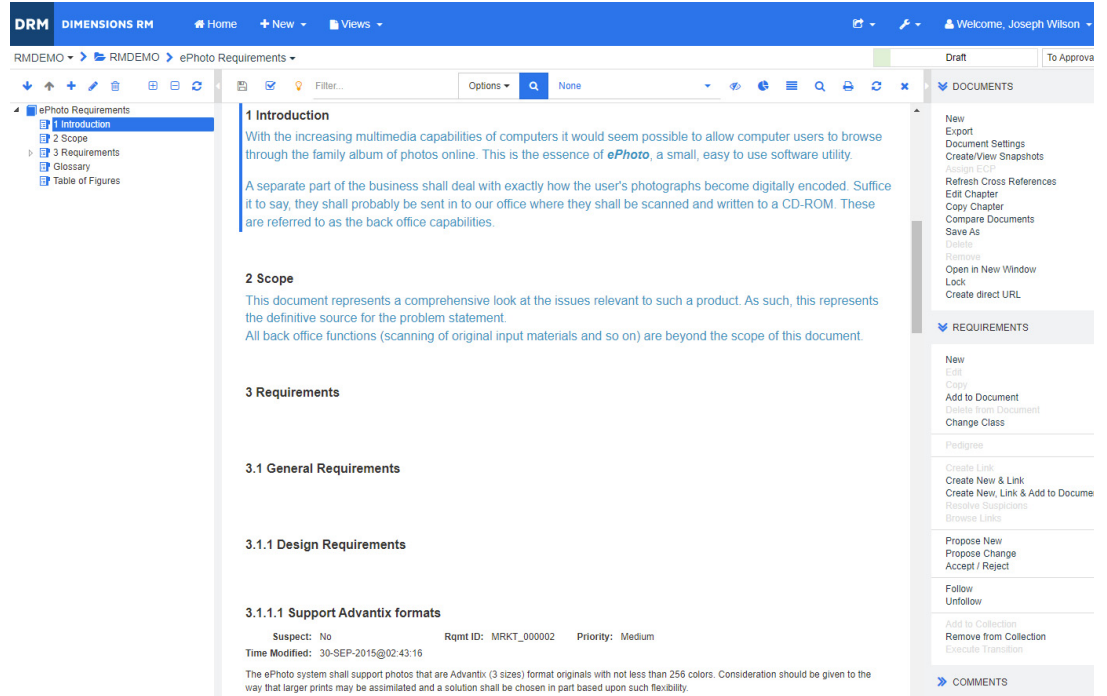 DRM DIMENSIONS RM Home New Views Welcome, Joseph Wilson
RMDEMO RMDEMO ePhoto Requirements Draft To Approva
Filter... Options None
ePhoto Requirements
1 Introduction
2 Scope
3 Requirements
Glossary
Table of Figures
1 Introduction
With the increasing multimedia capabilities of computers it would seem possible to allow computer users to browse
through the family album of photos online. This is the essence of ePhoto, a small, easy to use software utility.
A separate part of the business shall deal with exactly how the user's photographs become digitally encoded. Suffice
it to say, they shall probably be sent in to our office where they shall be scanned and written to a CD-ROM. These
are referred to as the back office capabilities.
2 Scope
This document represents a comprehensive look at the issues relevant to such a product. As such, this represents
the definitive source for the problem statement.
All back office functions (scanning of original input materials and so on) are beyond the scope of this document.
3 Requirements
3.1 General Requirements
3.1.1 Design Requirements
3.1.1.1 Support Advantix formats
Suspect: No Rqmt ID: MRKT_000002 Priority: Medium
Time Modified: 30-SEP-2015@02:43:16
The ePhoto system shall support photos that are Advantix (3 sizes) format originals with not less than 256 colors. Consideration should be given to the
way that larger prints may be assimilated and a solution shall be chosen in part based upon such flexibility.
DOCUMENTS
New
Export
Document Settings
Create/View Snapshots
Assign ECP
Refresh Cross References
Edit Chapter
Copy Chapter
Compare Documents
Save As
Delete
Remove
Open in New Window
Lock
Create direct URL
REQUIREMENTS
New
Edit
Copy
Add to Document
Delete from Document
Change Class
Pedigree
Create Link
Create New & Link
Create New, Link & Add to Docume
Resolve Suspicions
Browse Links
Propose New
Propose Change
Accept / Reject
Follow
Unfollow
Add to Collection
Remove from Collection
Execute Transition
COMMENTS